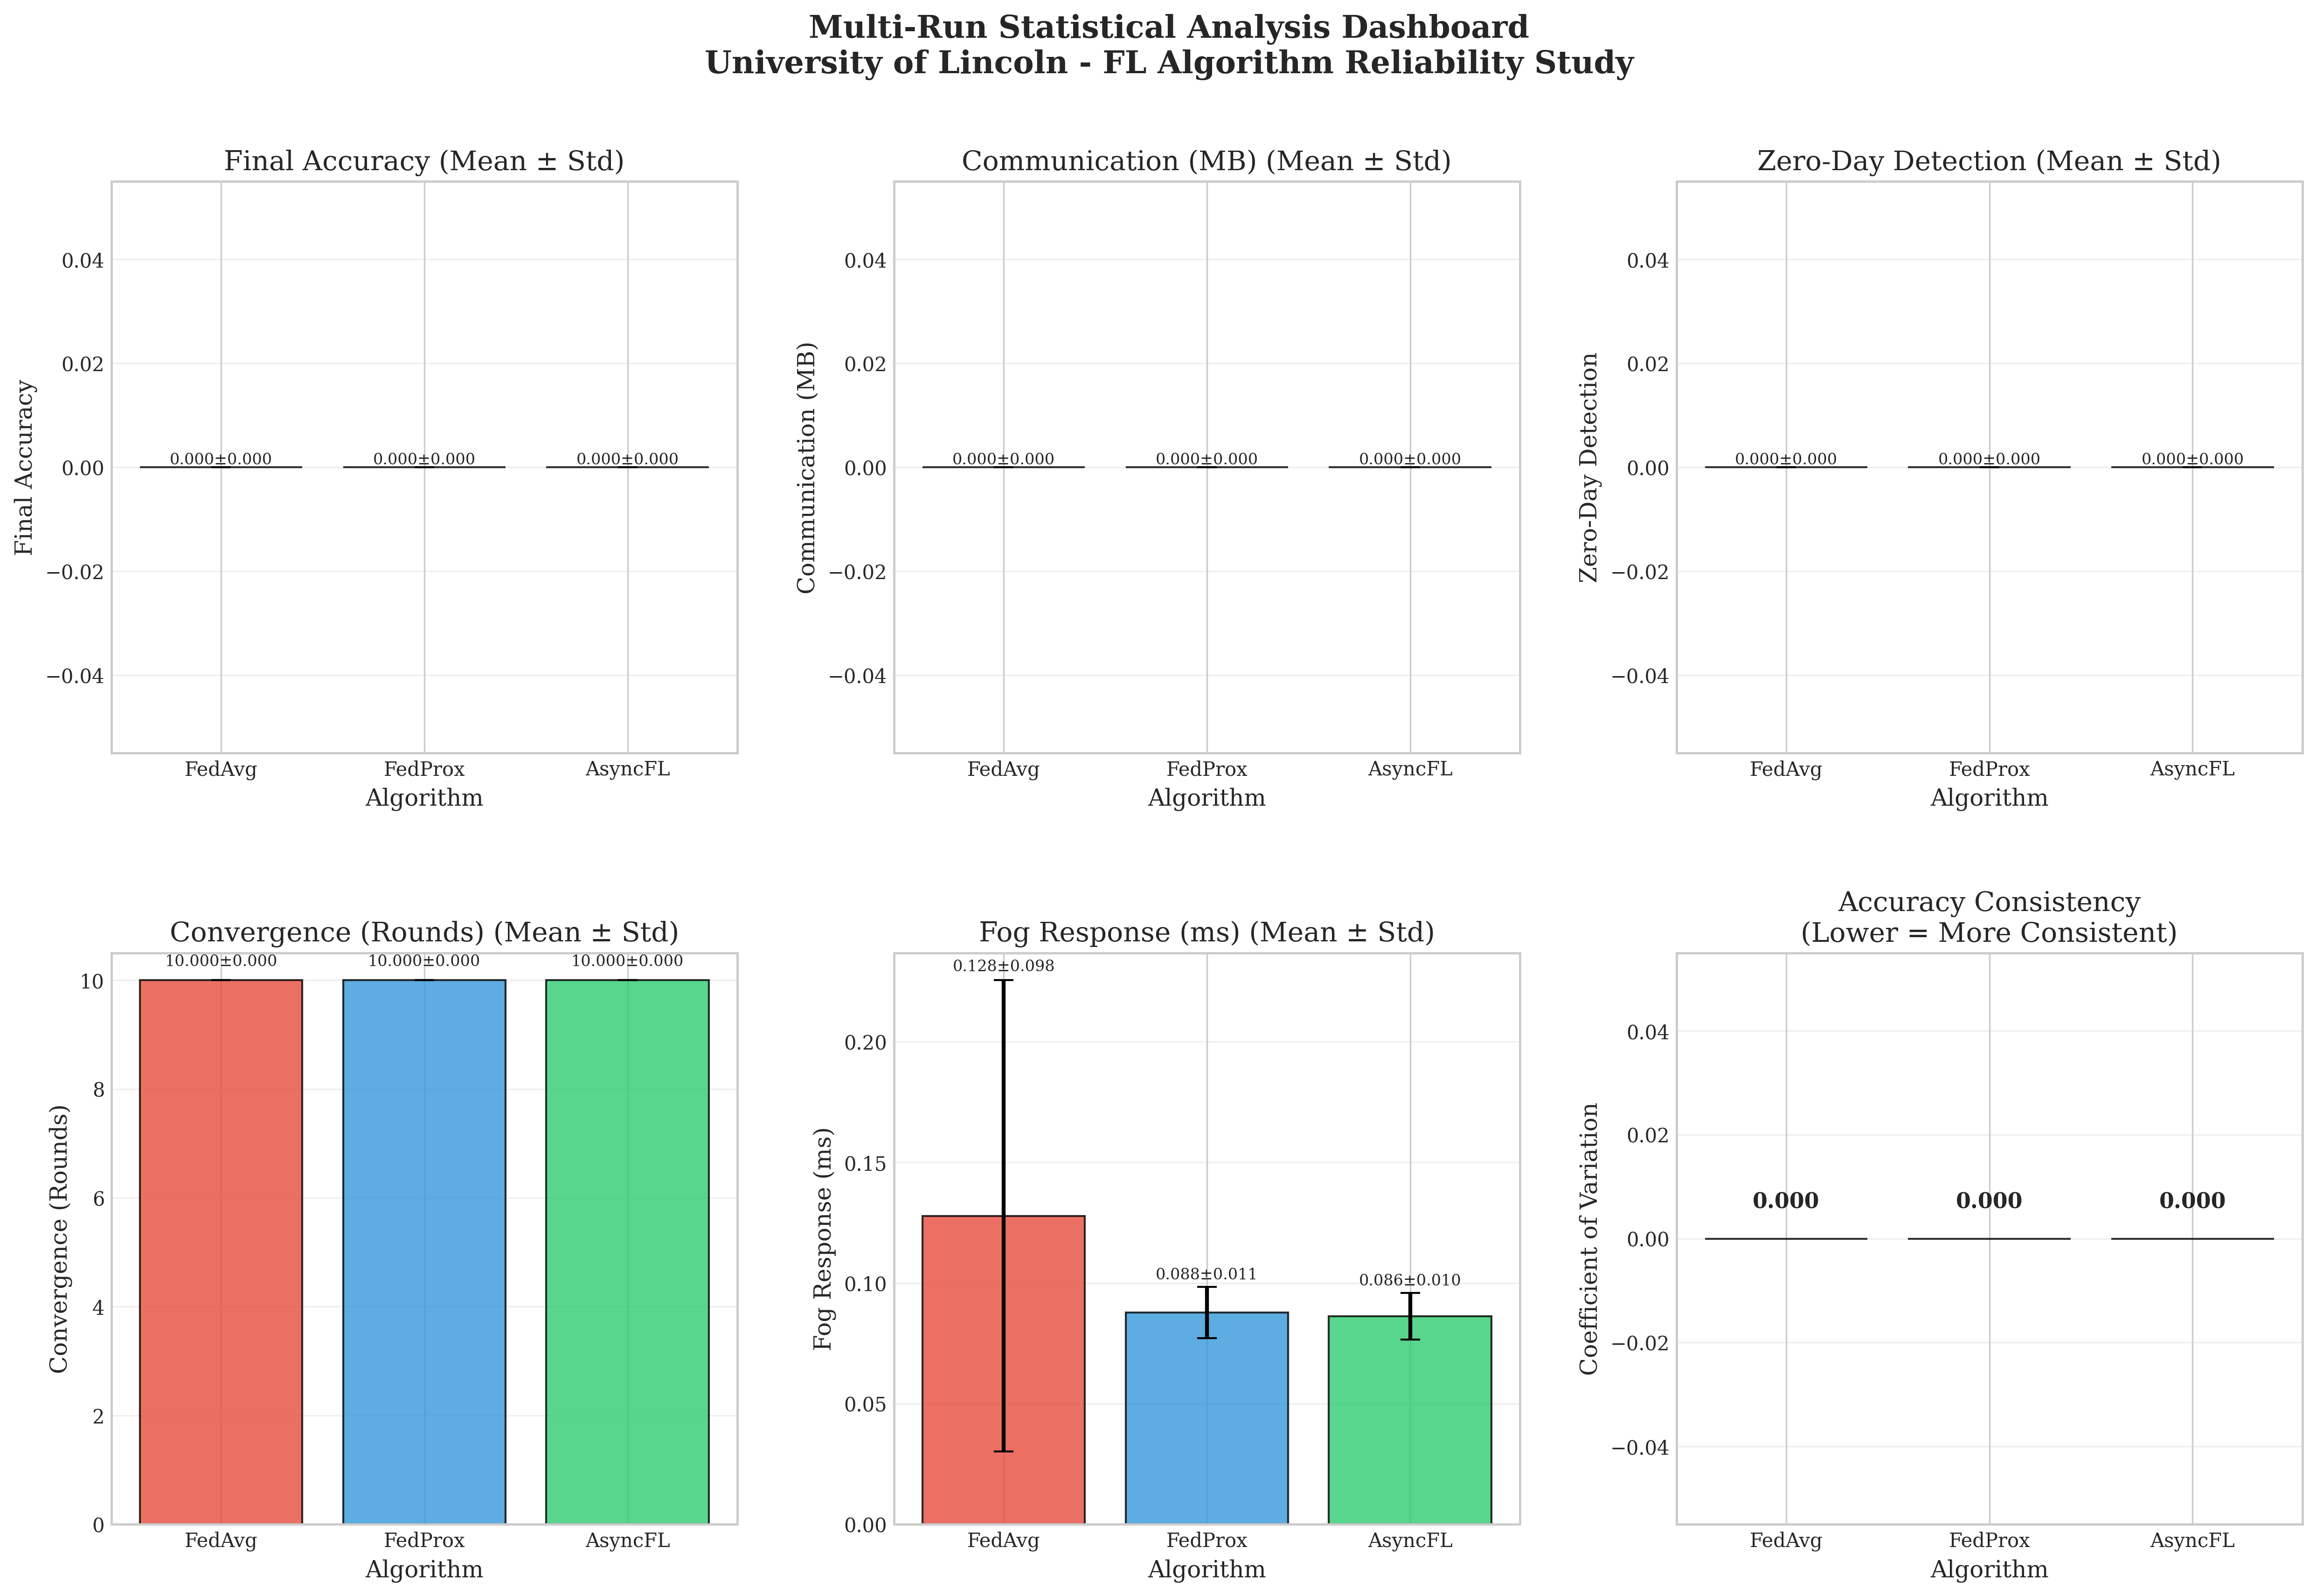 Multi-Run Statistical Analysis Dashboard
University of Lincoln - FL Algorithm Reliability Study
Final Accuracy (Mean ± Std)
Final Accuracy
0.04
0.02
0.00
−0.02
−0.04
0.000±0.000
0.000±0.000
0.000±0.000
FedAvg
FedProx
AsyncFL
Algorithm
Communication (MB) (Mean ± Std)
Communication (MB)
0.04
0.02
0.00
−0.02
−0.04
0.000±0.000
0.000±0.000
0.000±0.000
FedAvg
FedProx
AsyncFL
Algorithm
Zero-Day Detection (Mean ± Std)
Zero-Day Detection
0.04
0.02
0.00
−0.02
−0.04
0.000±0.000
0.000±0.000
0.000±0.000
FedAvg
FedProx
AsyncFL
Algorithm
Convergence (Rounds) (Mean ± Std)
Convergence (Rounds)
10
8
6
4
2
0
10.000±0.000
10.000±0.000
10.000±0.000
FedAvg
FedProx
AsyncFL
Algorithm
Fog Response (ms) (Mean ± Std)
Fog Response (ms)
0.20
0.15
0.10
0.05
0.00
0.128±0.098
0.088±0.011
0.086±0.010
FedAvg
FedProx
AsyncFL
Algorithm
Accuracy Consistency
(Lower = More Consistent)
Coefficient of Variation
0.04
0.02
0.00
−0.02
−0.04
0.000
0.000
0.000
FedAvg
FedProx
AsyncFL
Algorithm